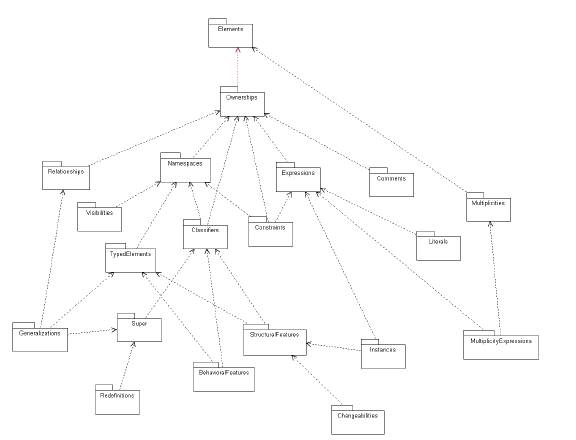 Elements
Ownerships
Relationships
Namespaces
Expressions
Comments
Multiplicities
Visibilities
Classifiers
Constraints
Literals
TypedElements
Generalizations
Super
StructuralFeatures
Instances
MultiplicityExpressions
BehavioralFeatures
Redefinitions
Changeabilities